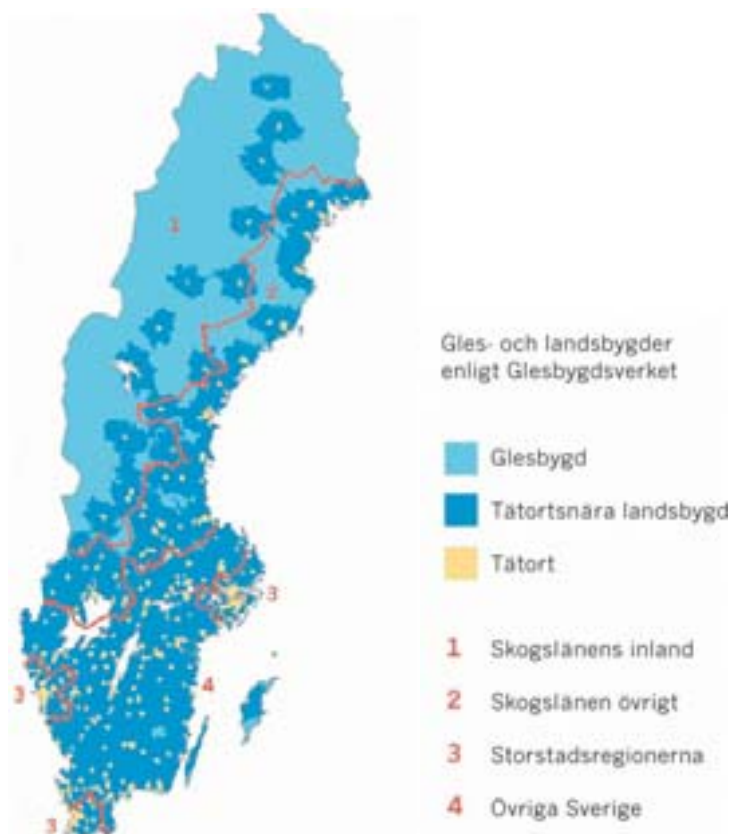 1
2
3
3
4
3
Gles- och landsbygder
enligt Glesbygdsverket
Glesbygd
Tätortsnära landsbygd
Tätort
1 Skogslänens inland
2 Skogslänen övrigt
3 Storstadsregionerna
4 Övriga Sverige